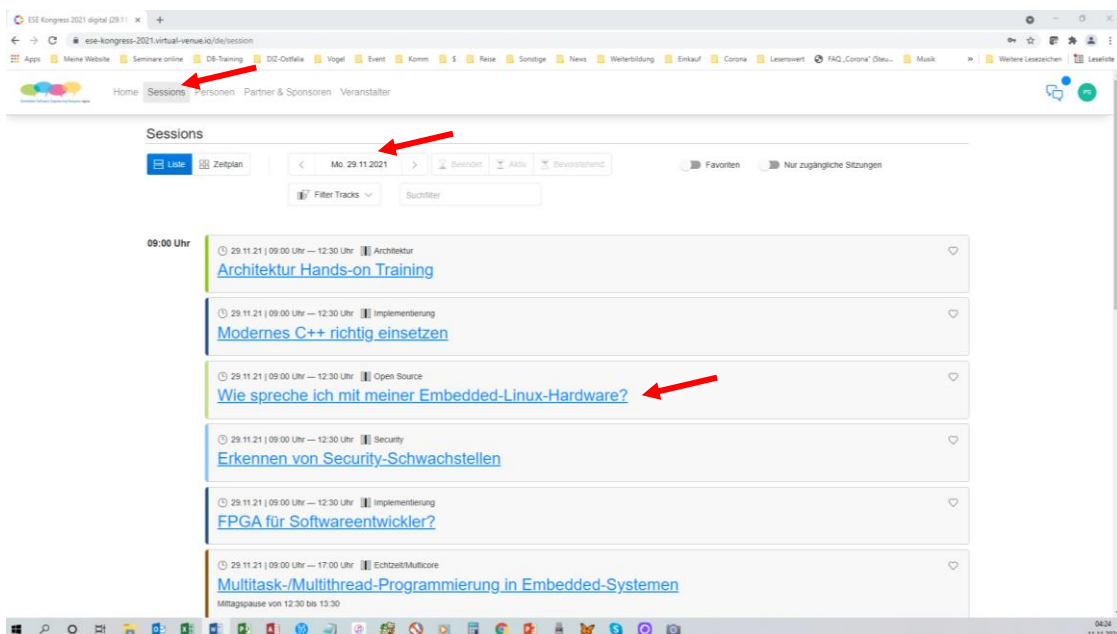 ESE Kongress 2021 digital (29.11
ese-kongress-2021.virtual-venue.io/de/session
Apps Meine Website Seminare online DB-Training DIZ-Ostfalia Vogel Event Komm $ Reise Sonstige News Weiterbildung Einkauf Corona Lesenswert FAQ „Corona" (Steu... Musik » Weitere Lesezeichen Leseliste
Home Sessions Personen Partner & Sponsoren Veranstalter
Sessions
Liste Zeitplan < Mo. 29.11.2021 > Beendet Aktiv Bevorstehend Favoriten Nur zugängliche Sitzungen
Filter Tracks Suchfilter
09:00 Uhr
29.11.21 | 09:00 Uhr — 12:30 Uhr Architektur
Architektur Hands-on Training
29.11.21 | 09:00 Uhr — 12:30 Uhr Implementierung
Modernes C++ richtig einsetzen
29.11.21 | 09:00 Uhr — 12:30 Uhr Open Source
Wie spreche ich mit meiner Embedded-Linux-Hardware?
29.11.21 | 09:00 Uhr — 12:30 Uhr Security
Erkennen von Security-Schwachstellen
29.11.21 | 09:00 Uhr — 12:30 Uhr Implementierung
FPGA für Softwareentwickler?
29.11.21 | 09:00 Uhr — 17:00 Uhr Echtzeit/Multicore
Multitask-/Multithread-Programmierung in Embedded-Systemen
Mittagspause von 12:30 bis 13:30
04:24